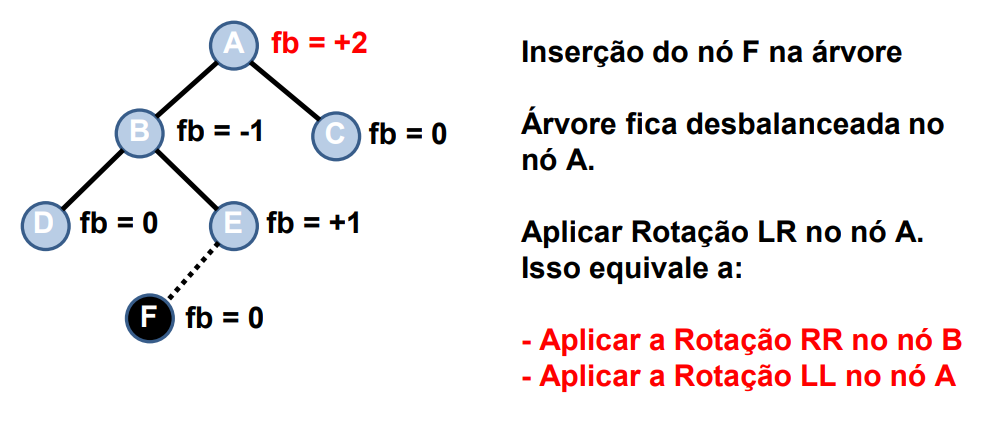 A fb = +2
B fb = -1
C fb = 0
D fb = 0
E fb = +1
F fb = 0
Inserção do nó F na árvore
Árvore fica desbalanceada no
nó A.
Aplicar Rotação LR no nó A.
Isso equivale a:
- Aplicar a Rotação RR no nó B
- Aplicar a Rotação LL no nó A